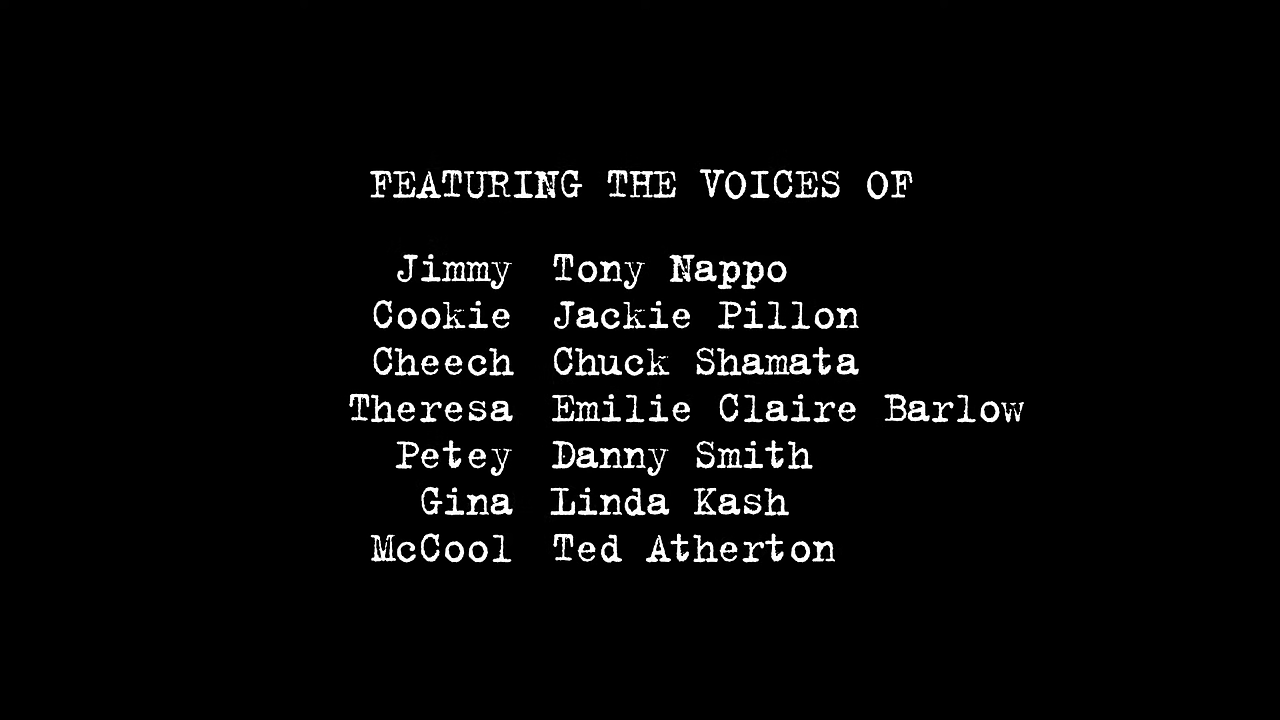 FEATURING THE VOICES OF
Jimmy Tony Nappo
Cookie Jackie Pillon
Cheech Chuck Shamata
Theresa Emilie Claire Barlow
Petey Danny Smith
Gina Linda Kash
McCool Ted Atherton